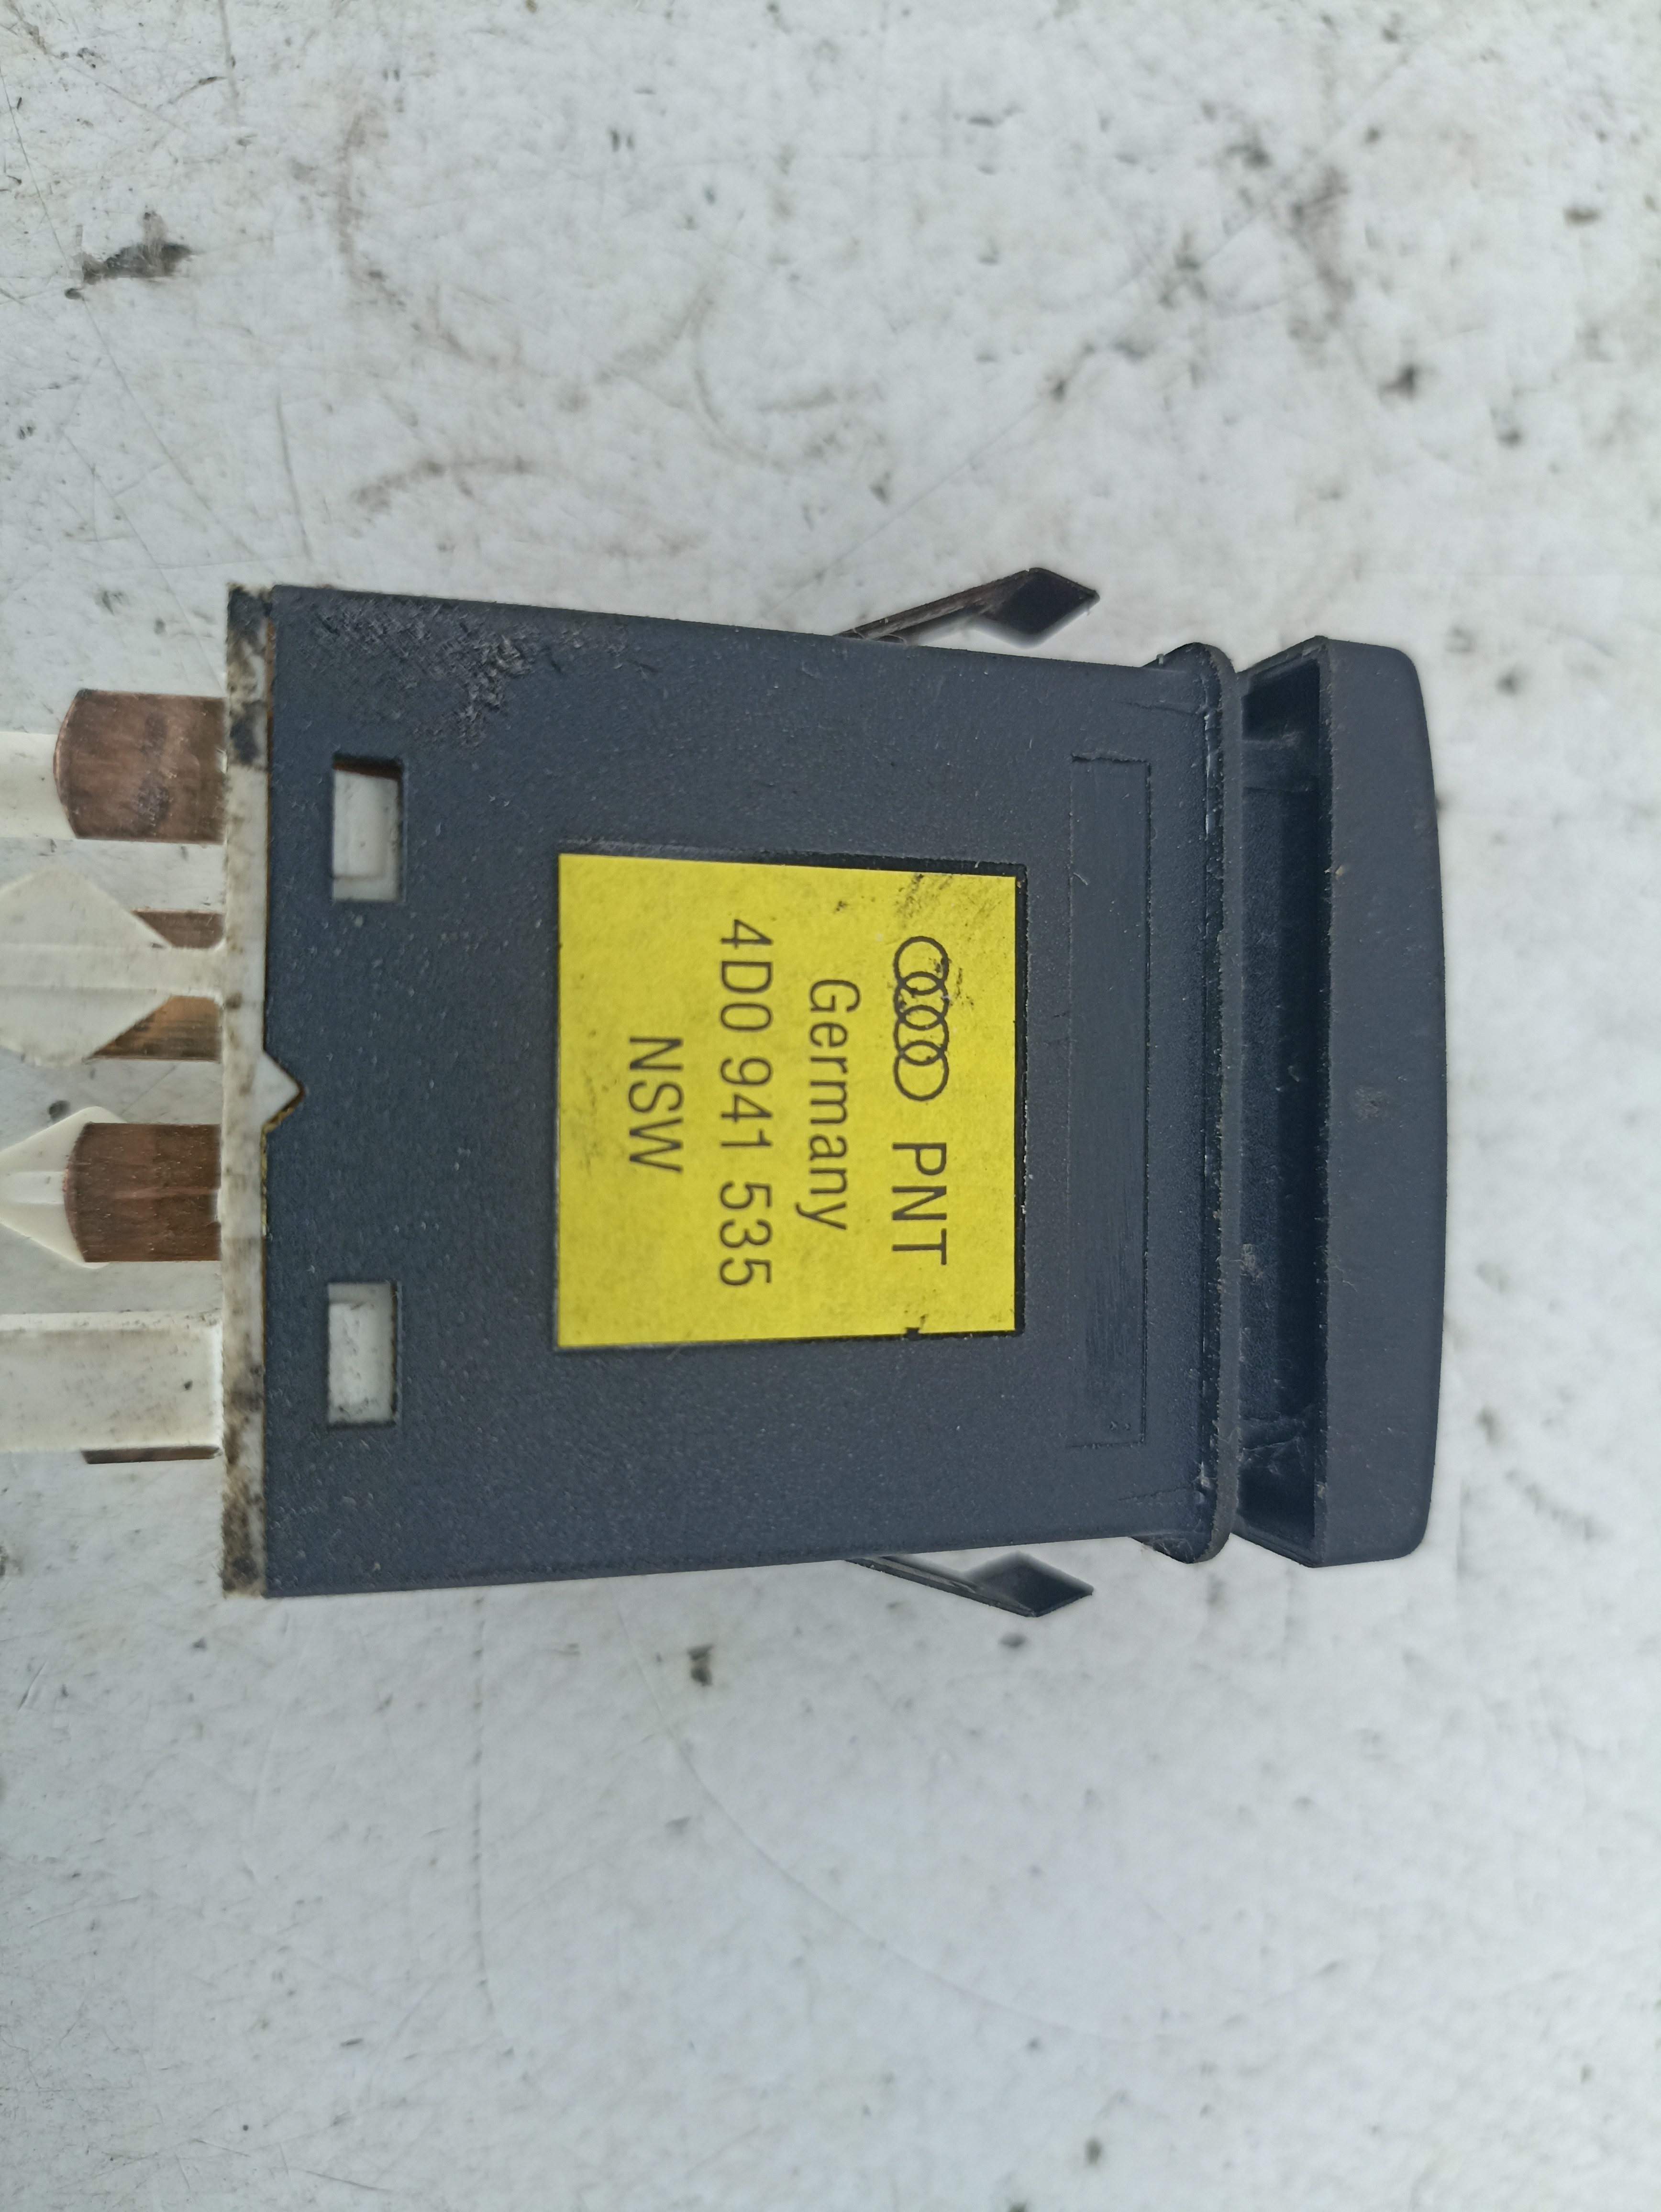 PNT
Germany
4D0 941 535
NSW